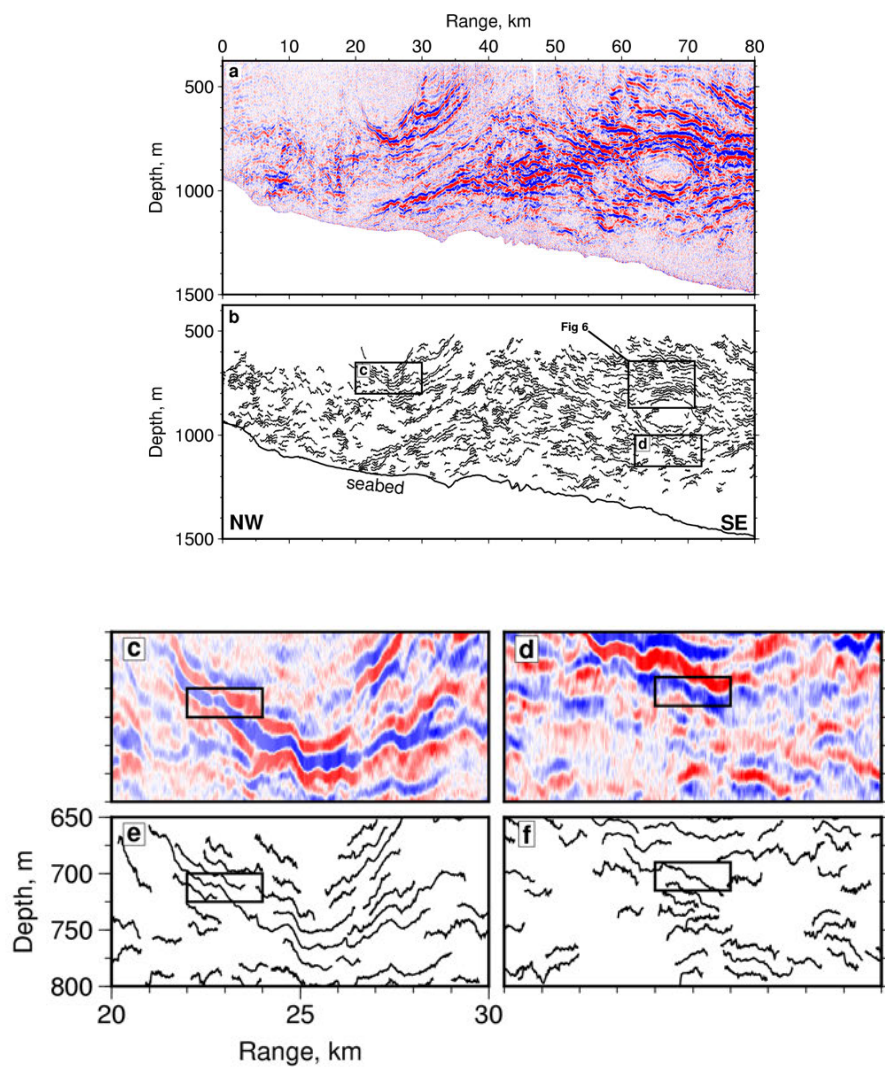 Range, km
0 10 20 30 40 50 60 70 80
a
500
1000
1500
Depth, m
b
Fig 6
c
d
500
1000
1500
Depth, m
seabed
NW SE
c d
e f
650
700
750
800
Depth, m
20 25 30
Range, km